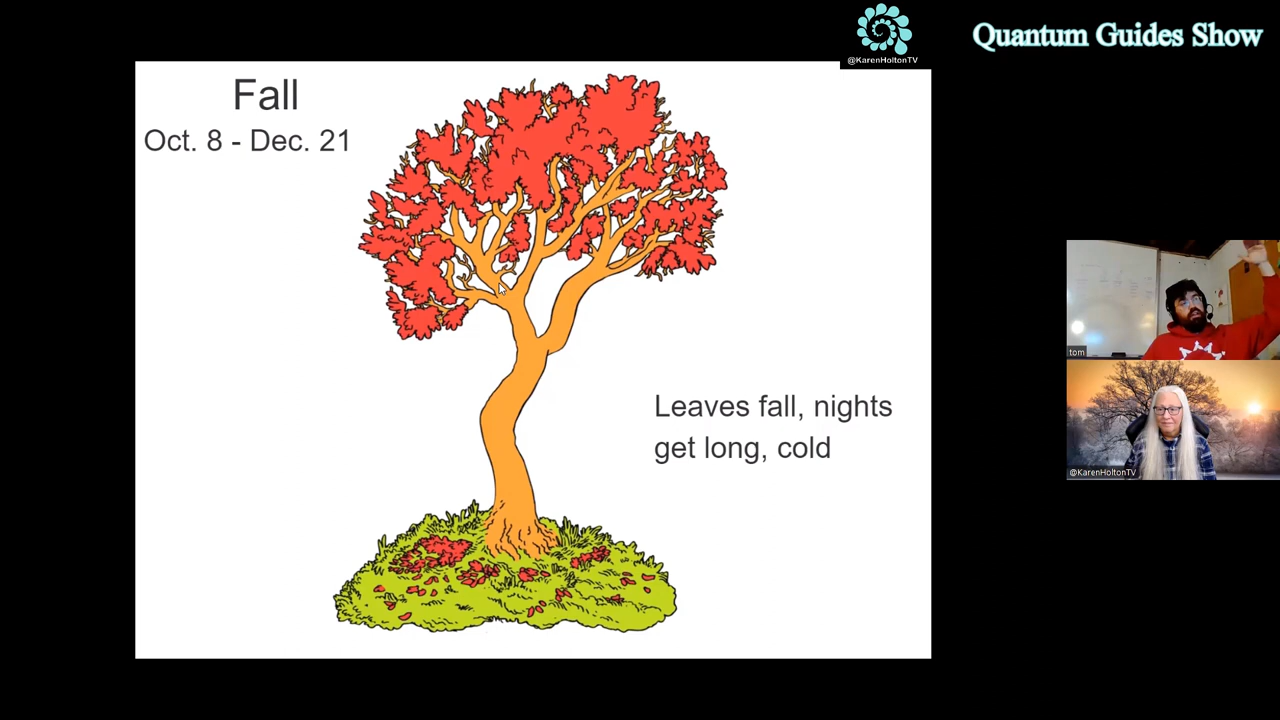 @KarenHoltonTV
Quantum Guides Show
Fall
Oct. 8 - Dec. 21
Leaves fall, nights
get long, cold
tom
@KarenHoltonTV